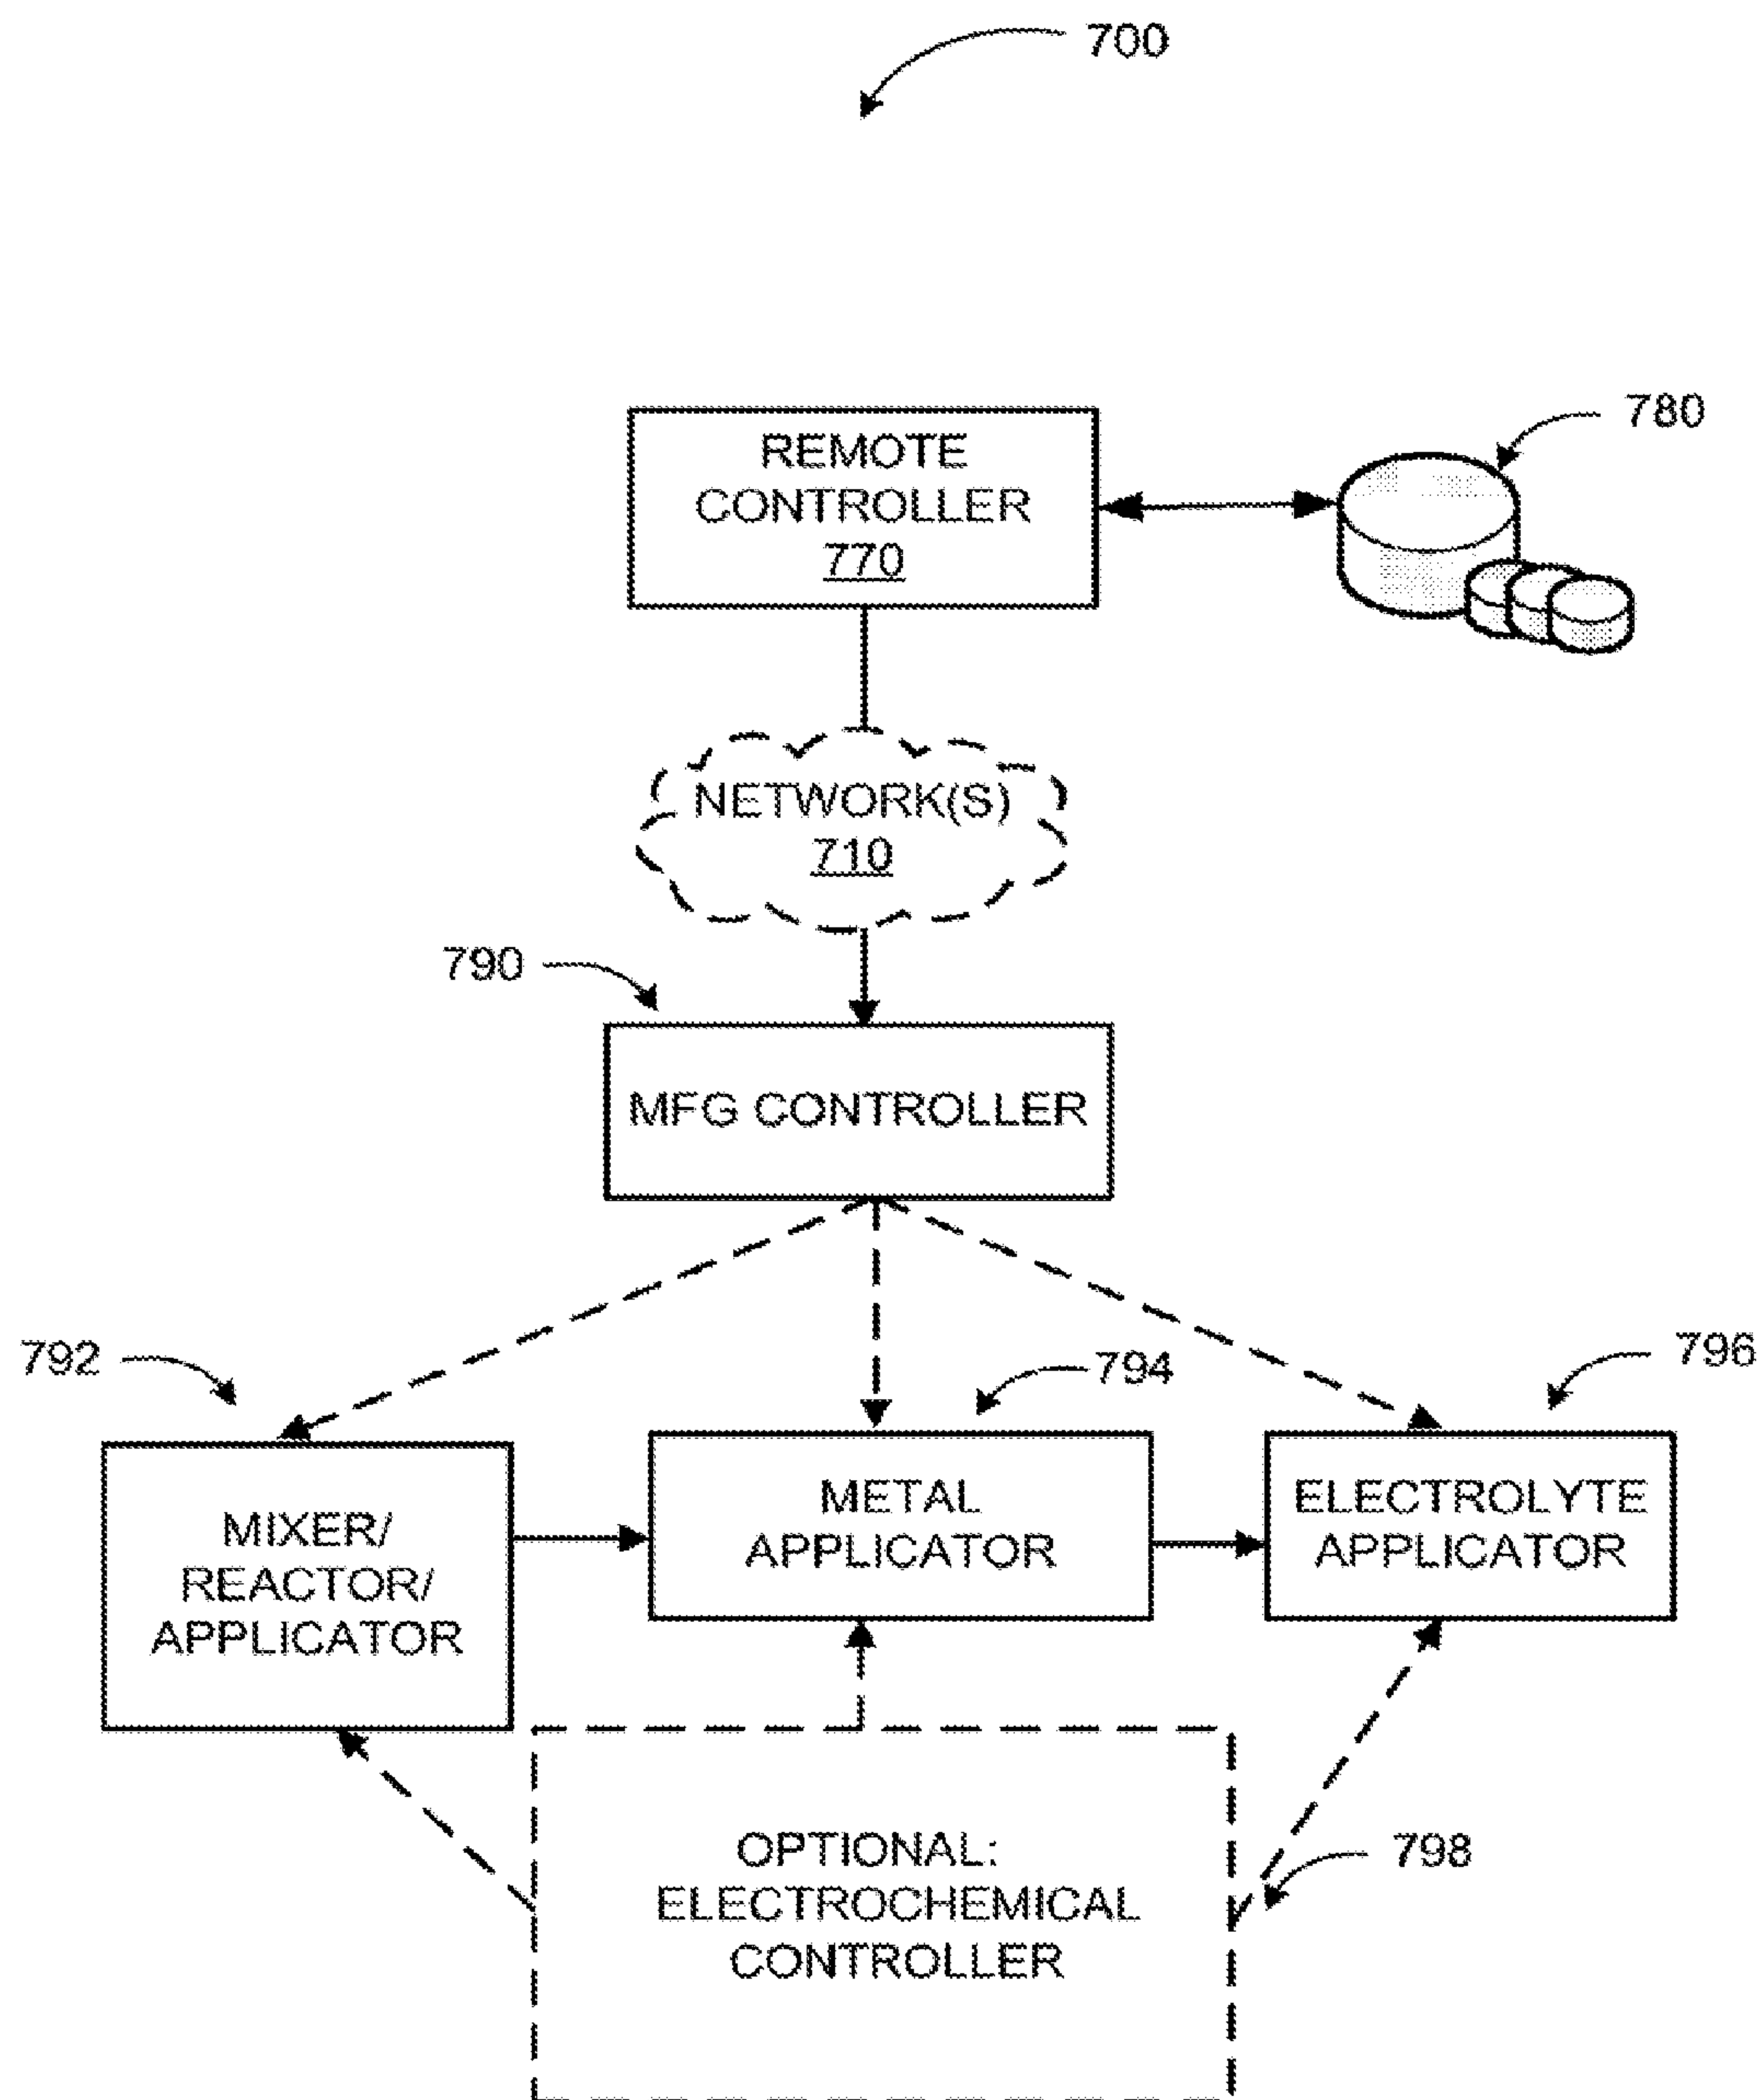 700
REMOTE
CONTROLLER
770
780
NETWORK(S)
710
790
MFG CONTROLLER
792
794
796
MIXER/
REACTOR/
APPLICATOR
METAL
APPLICATOR
ELECTROLYTE
APPLICATOR
OPTIONAL:
ELECTROCHEMICAL
CONTROLLER
798